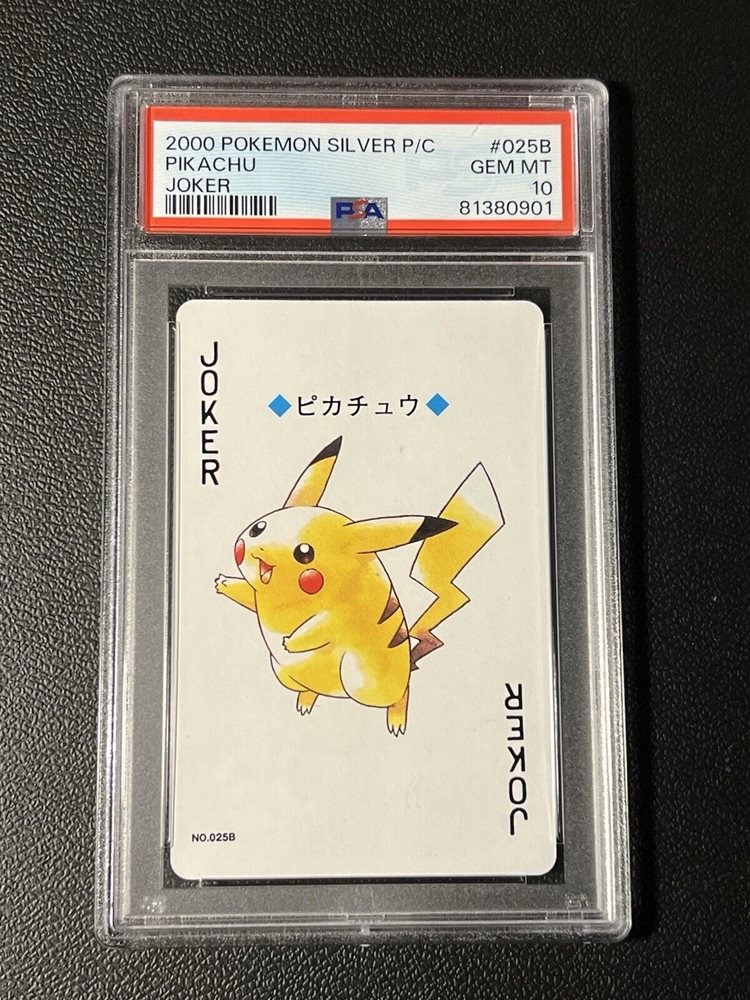 2000 POKEMON SILVER P/C #025B
PIKACHU GEM MT
JOKER 10
PSA 81380901
JOKER
◆ピカチュウ◆
JOKER
NO.025B